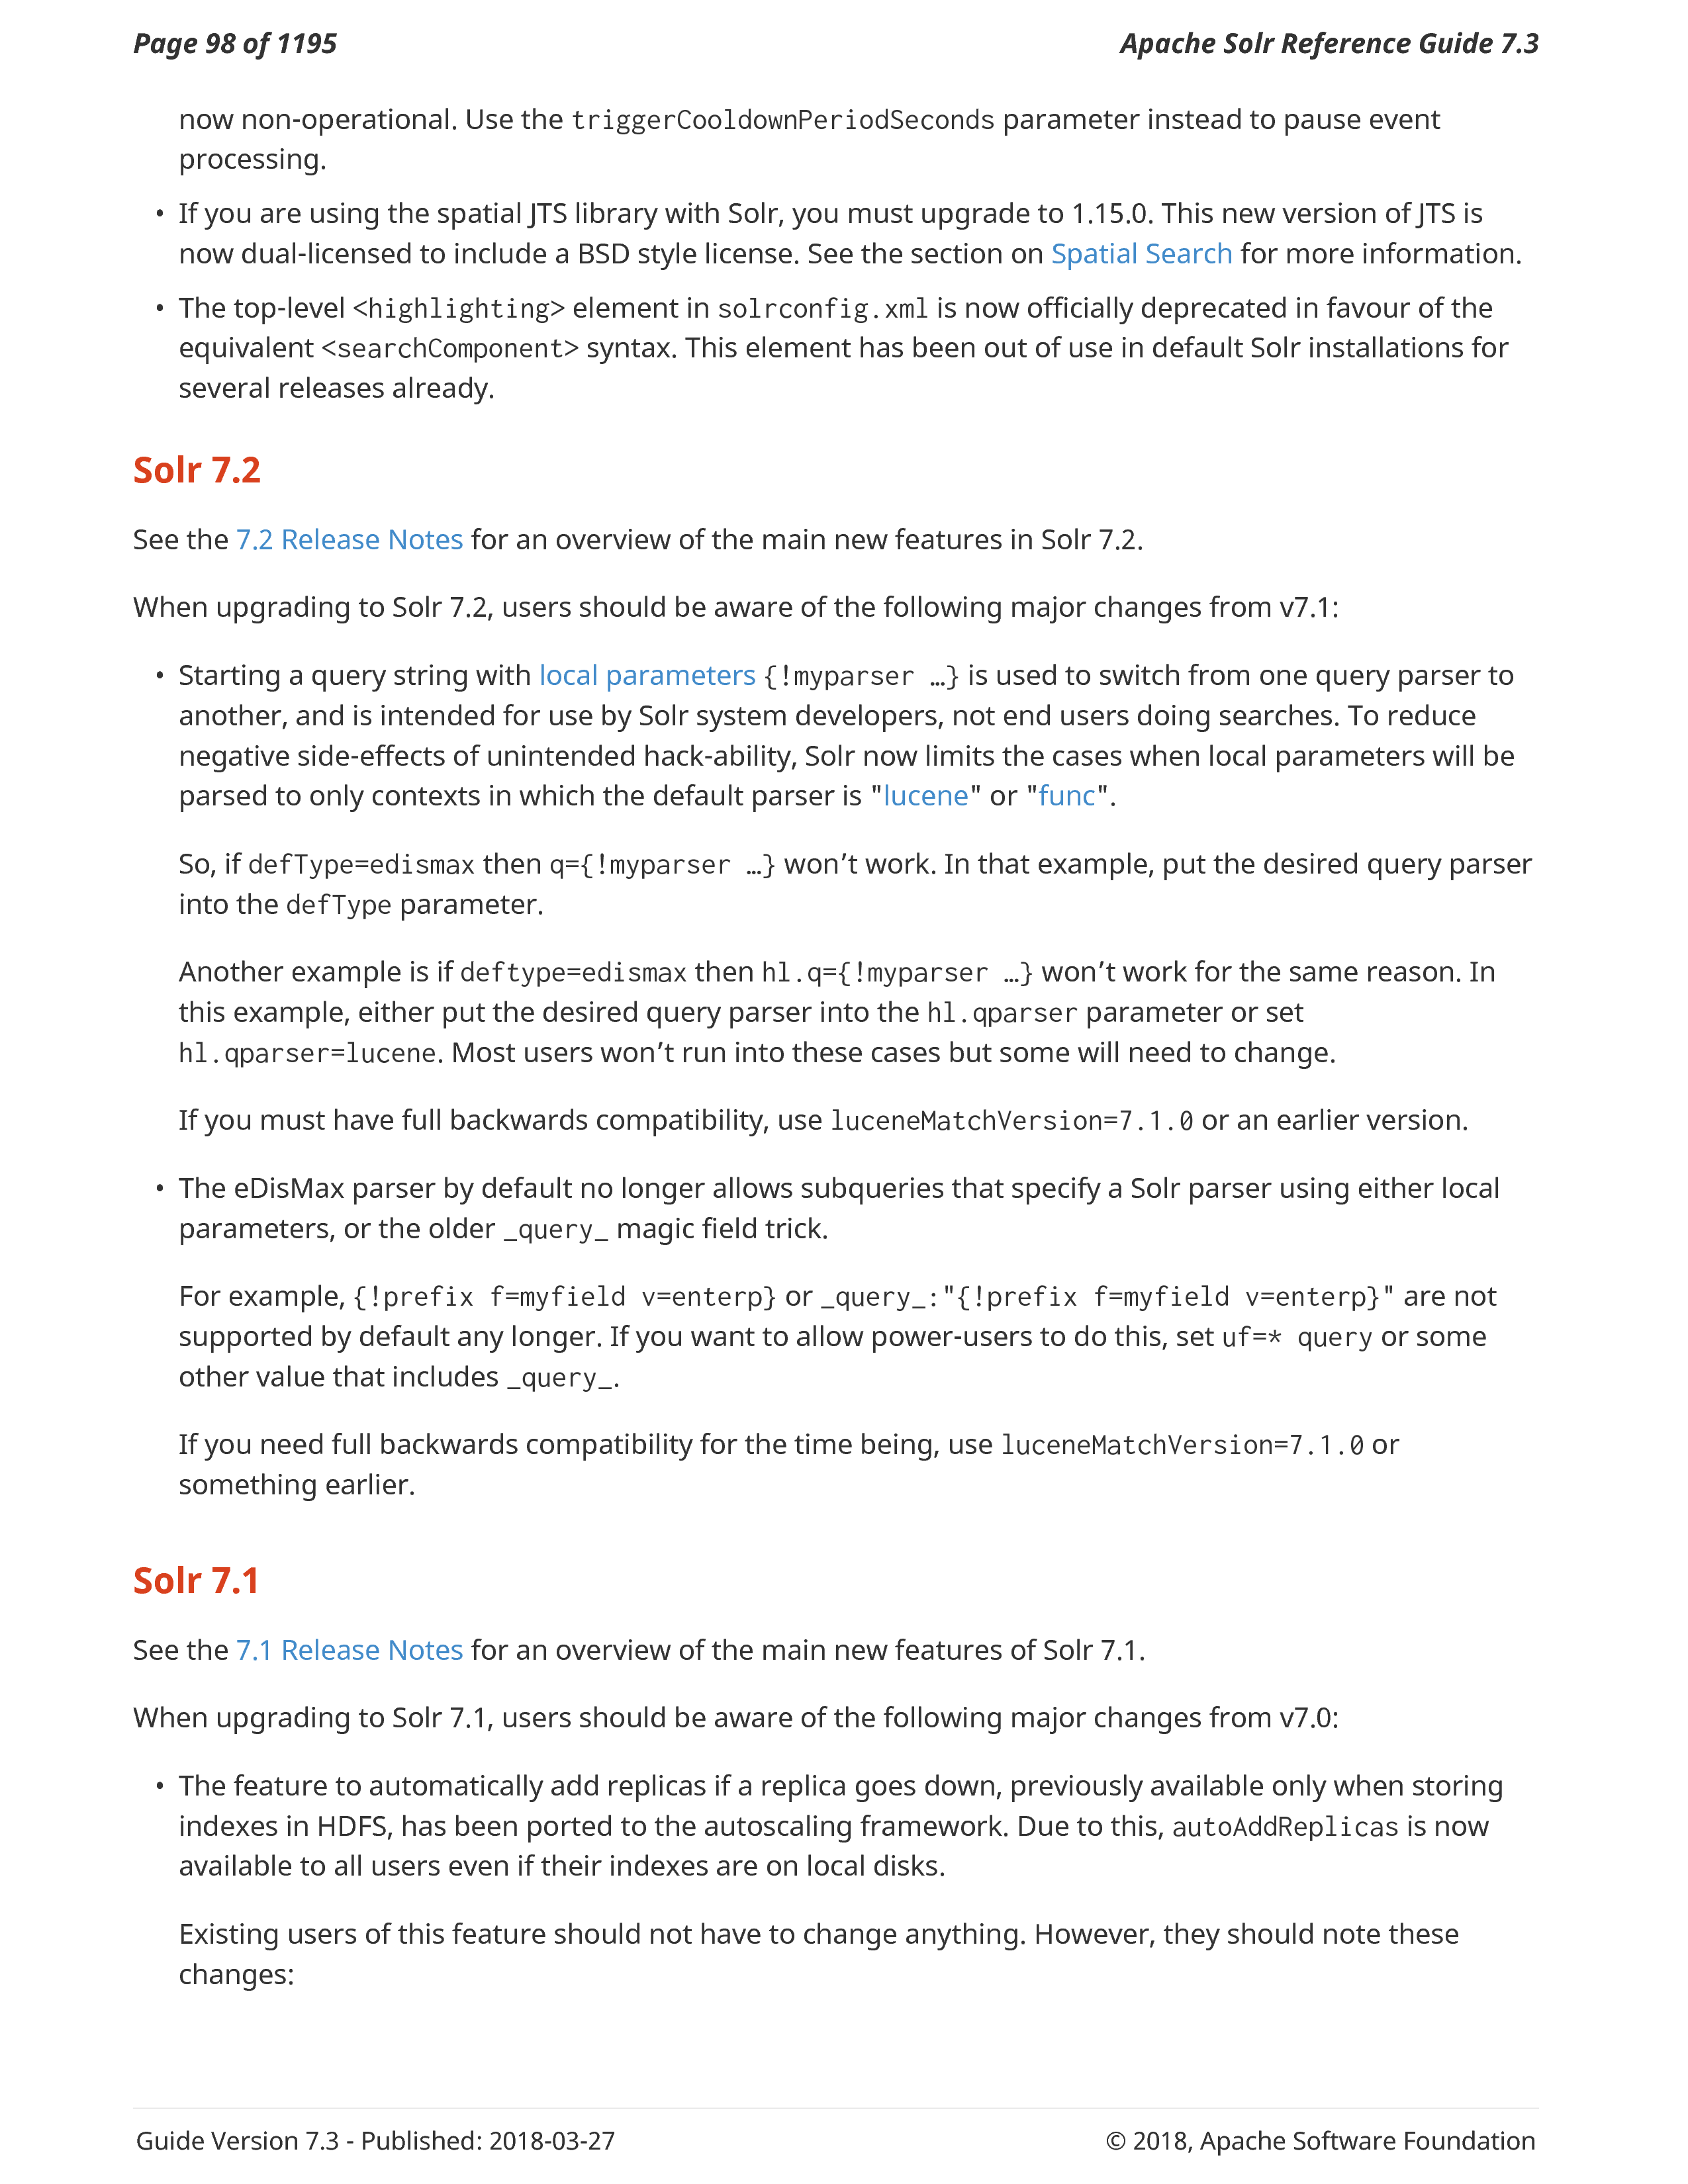 Page 98 of 1195
Apache Solr Reference Guide 7.3
now non-operational. Use the triggerCooldownPeriodSeconds parameter instead to pause event
processing.
• If you are using the spatial JTS library with Solr, you must upgrade to 1.15.0. This new version of JTS is
now dual-licensed to include a BSD style license. See the section on Spatial Search for more information.
• The top-level <highlighting> element in solrconfig.xml is now officially deprecated in favour of the
equivalent <searchComponent> syntax. This element has been out of use in default Solr installations for
several releases already.
Solr 7.2
See the 7.2 Release Notes for an overview of the main new features in Solr 7.2.
When upgrading to Solr 7.2, users should be aware of the following major changes from v7.1:
• Starting a query string with local parameters {!myparser …} is used to switch from one query parser to
another, and is intended for use by Solr system developers, not end users doing searches. To reduce
negative side-effects of unintended hack-ability, Solr now limits the cases when local parameters will be
parsed to only contexts in which the default parser is "lucene" or "func".
So, if defType=edismax then q={!myparser …} won’t work. In that example, put the desired query parser
into the defType parameter.
Another example is if deftype=edismax then hl.q={!myparser …} won’t work for the same reason. In
this example, either put the desired query parser into the hl.qparser parameter or set
hl.qparser=lucene. Most users won’t run into these cases but some will need to change.
If you must have full backwards compatibility, use luceneMatchVersion=7.1.0 or an earlier version.
• The eDisMax parser by default no longer allows subqueries that specify a Solr parser using either local
parameters, or the older _query_ magic field trick.
For example, {!prefix f=myfield v=enterp} or _query_:"{!prefix f=myfield v=enterp}" are not
supported by default any longer. If you want to allow power-users to do this, set uf=* query or some
other value that includes _query_.
If you need full backwards compatibility for the time being, use luceneMatchVersion=7.1.0 or
something earlier.
Solr 7.1
See the 7.1 Release Notes for an overview of the main new features of Solr 7.1.
When upgrading to Solr 7.1, users should be aware of the following major changes from v7.0:
• The feature to automatically add replicas if a replica goes down, previously available only when storing
indexes in HDFS, has been ported to the autoscaling framework. Due to this, autoAddReplicas is now
available to all users even if their indexes are on local disks.
Existing users of this feature should not have to change anything. However, they should note these
changes:
Guide Version 7.3 - Published: 2018-03-27
© 2018, Apache Software Foundation